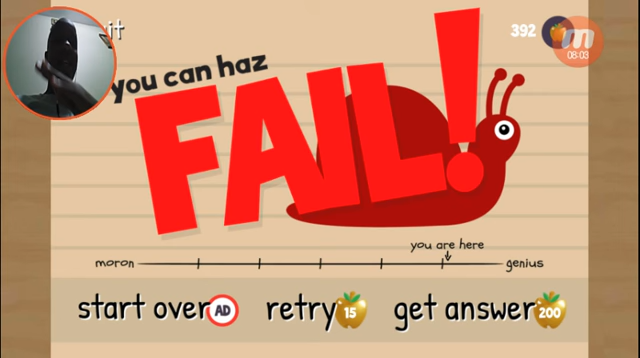 it
392
08:03
you can haz
FAIL!
you are here
moron genius
start over AD retry 15 get answer 200